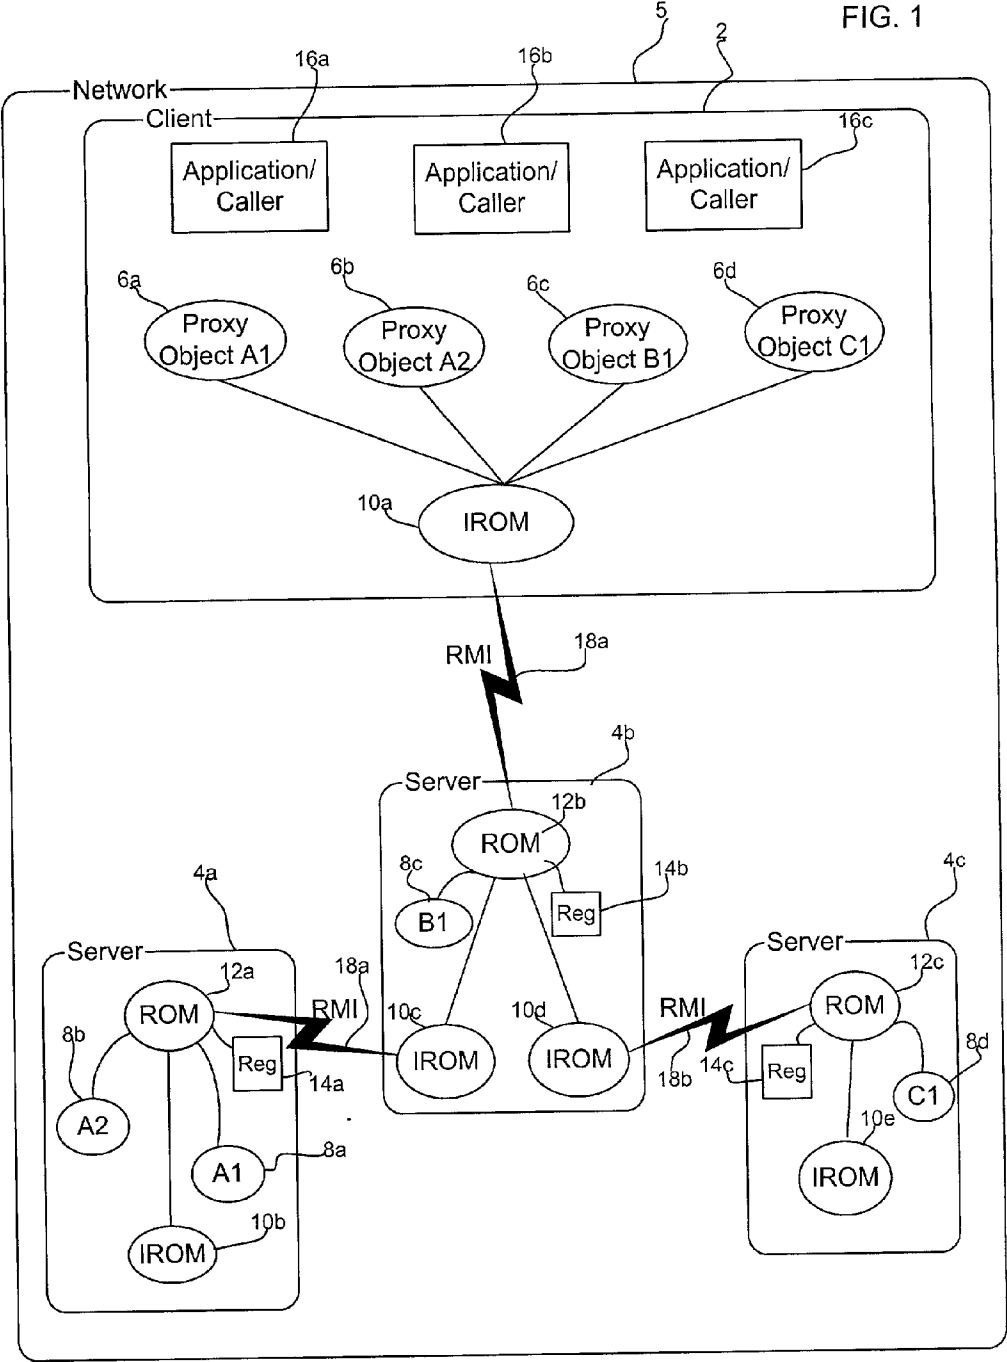 FIG. 1
5
2
Network
Client
16a
16b
16c
Application/
Caller
Application/
Caller
Application/
Caller
6a
6b
6c
6d
Proxy
Object A1
Proxy
Object A2
Proxy
Object B1
Proxy
Object C1
10a
IROM
RMI
18a
4b
Server
12b
ROM
8c
B1
14b
Reg
10c
IROM
10d
IROM
4a
Server
12a
ROM
8b
A2
Reg
14a
A1
8a
10b
IROM
18a
RMI
RMI
18b
4c
Server
12c
ROM
14c
Reg
8d
C1
10e
IROM